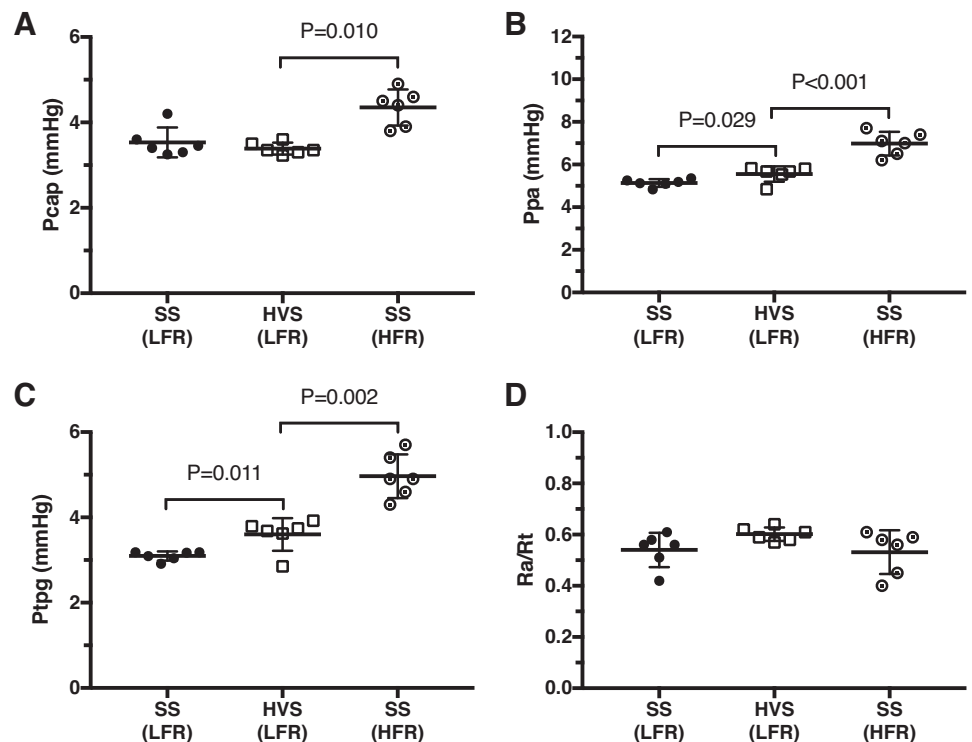 A
Pcap (mmHg)
6
4
2
0
P=0.010
SS
(LFR)
HVS
(LFR)
SS
(HFR)
B
Ppa (mmHg)
12
10
8
6
4
2
0
P=0.029
P<0.001
SS
(LFR)
HVS
(LFR)
SS
(HFR)
C
Ptpg (mmHg)
6
4
2
0
P=0.011
P=0.002
SS
(LFR)
HVS
(LFR)
SS
(HFR)
D
Ra/Rt
1.0
0.8
0.6
0.4
0.2
0.0
SS
(LFR)
HVS
(LFR)
SS
(HFR)